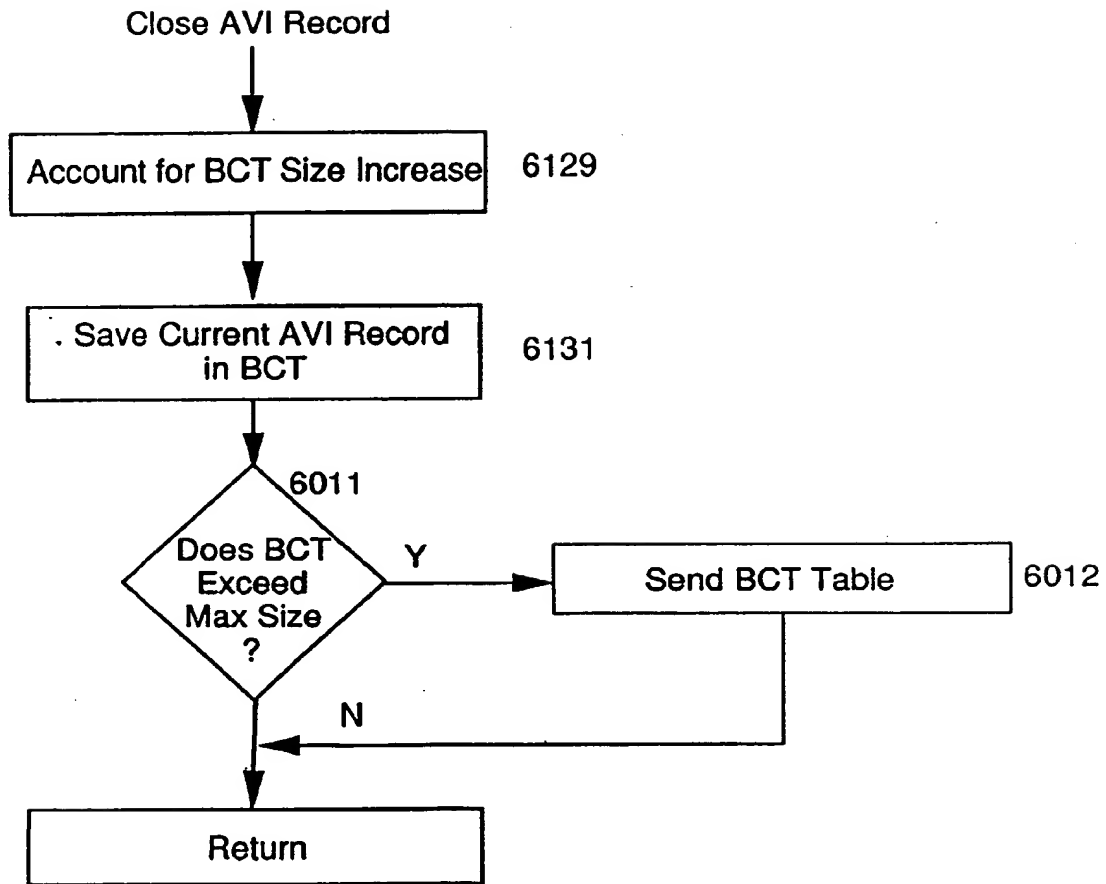 Close AVI Record
Account for BCT Size Increase
6129
. Save Current AVI Record
in BCT
6131
6011
Does BCT
Exceed
Max Size
?
Y
Send BCT Table
6012
N
Return